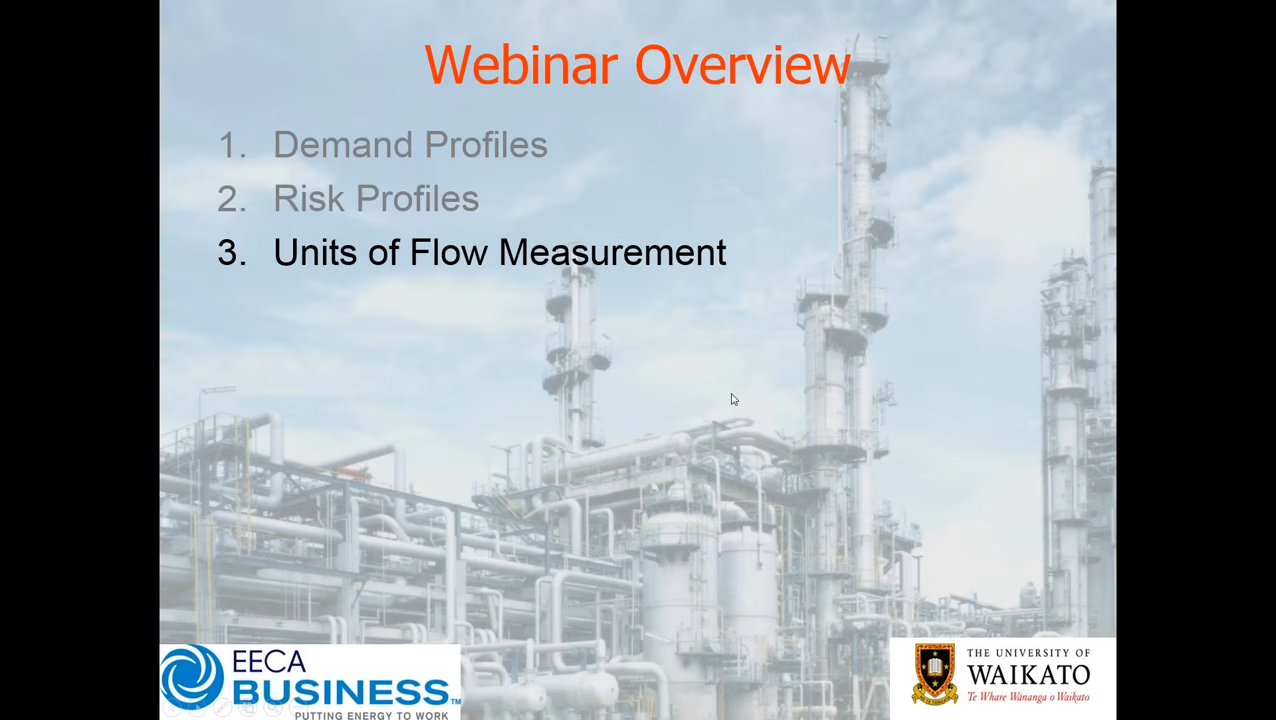 Webinar Overview
1. Demand Profiles
2. Risk Profiles
3. Units of Flow Measurement
EECA
BUSINESS™
PUTTING ENERGY TO WORK
THE UNIVERSITY OF
WAIKATO
Te Whare Wānanga o Waikato